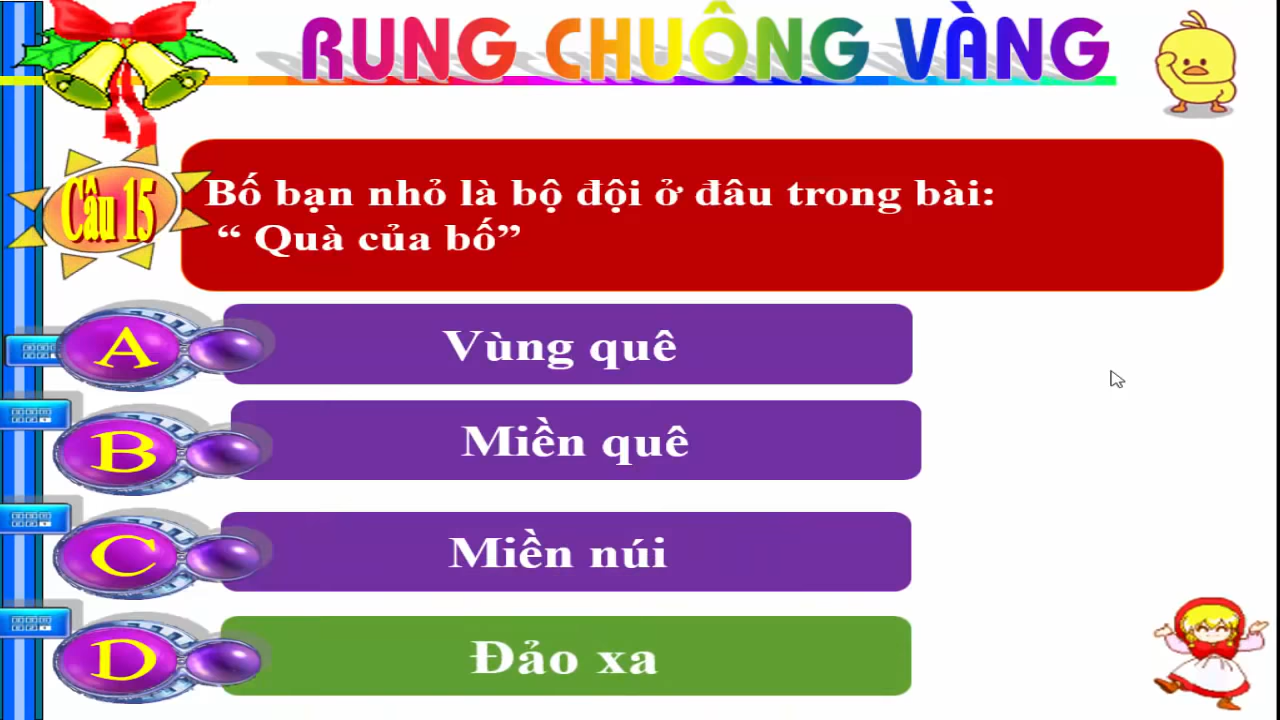 RUNG CHUÔNG VÀNG
Câu 15
Bố bạn nhỏ là bộ đội ở đâu trong bài:
“ Quà của bố”
A
Vùng quê
B
Miền quê
C
Miền núi
D
Đảo xa